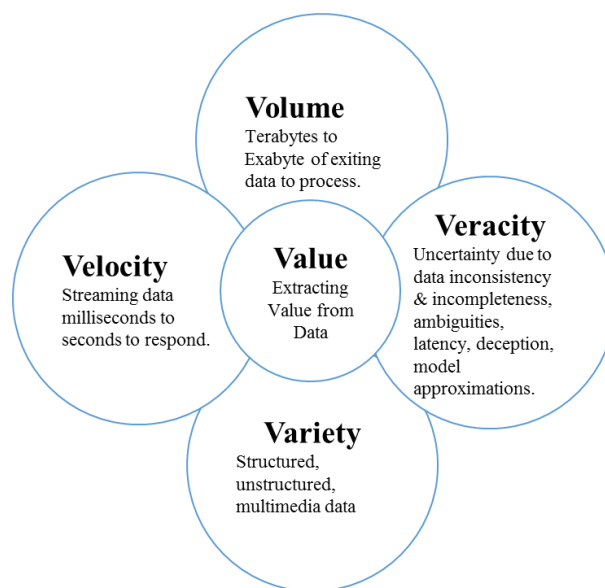 Volume
Terabytes to
Exabyte of exiting
data to process.
Velocity
Streaming data
milliseconds to
seconds to respond.
Value
Extracting
Value from
Data
Veracity
Uncertainty due to
data inconsistency
& incompleteness,
ambiguities,
latency, deception,
model
approximations.
Variety
Structured,
unstructured,
multimedia data